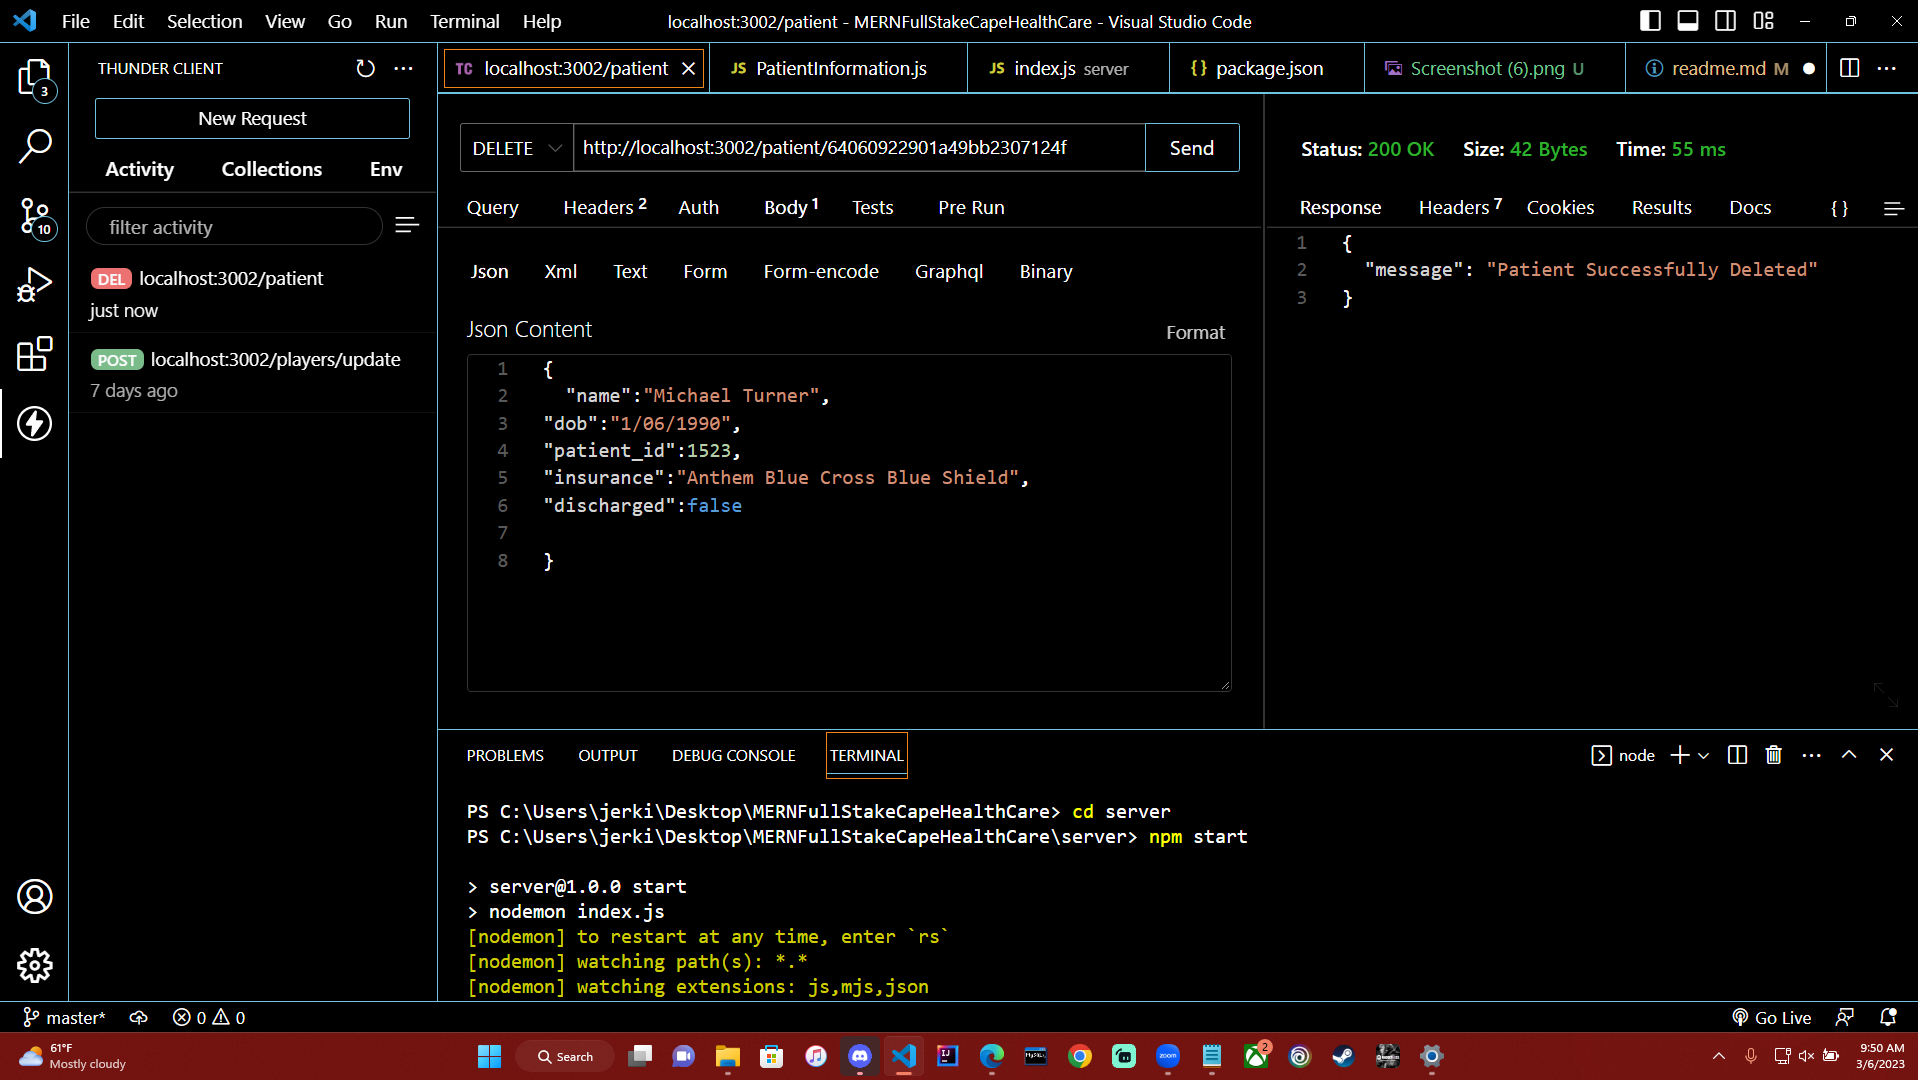 File Edit Selection View Go Run Terminal Help
localhost:3002/patient - MERNFullStakeCapeHealthCare - Visual Studio Code
3
10
THUNDER CLIENT
New Request
Activity Collections Env
filter activity
DEL localhost:3002/patient
just now
POST localhost:3002/players/update
7 days ago
TC localhost:3002/patient
JS PatientInformation.js
JS index.js server
{} package.json
Screenshot (6).png U
readme.md M
DELETE http://localhost:3002/patient/64060922901a49bb2307124f Send
Query Headers 2 Auth Body 1 Tests Pre Run
Json Xml Text Form Form-encode Graphql Binary
Json Content Format
1 {
2 "name":"Michael Turner",
3 "dob":"1/06/1990",
4 "patient_id":1523,
5 "insurance":"Anthem Blue Cross Blue Shield",
6 "discharged":false
7
8 }
Status: 200 OK Size: 42 Bytes Time: 55 ms
Response Headers 7 Cookies Results Docs {}
1 {
2 "message": "Patient Successfully Deleted"
3 }
PROBLEMS OUTPUT DEBUG CONSOLE TERMINAL node
PS C:\Users\jerki\Desktop\MERNFullStakeCapeHealthCare> cd server
PS C:\Users\jerki\Desktop\MERNFullStakeCapeHealthCare\server> npm start
> server@1.0.0 start
> nodemon index.js
[nodemon] to restart at any time, enter `rs`
[nodemon] watching path(s): *.*
[nodemon] watching extensions: js,mjs,json
master* 0 0 Go Live
61°F
Mostly cloudy
Search
zoom
2
9:50 AM
3/6/2023